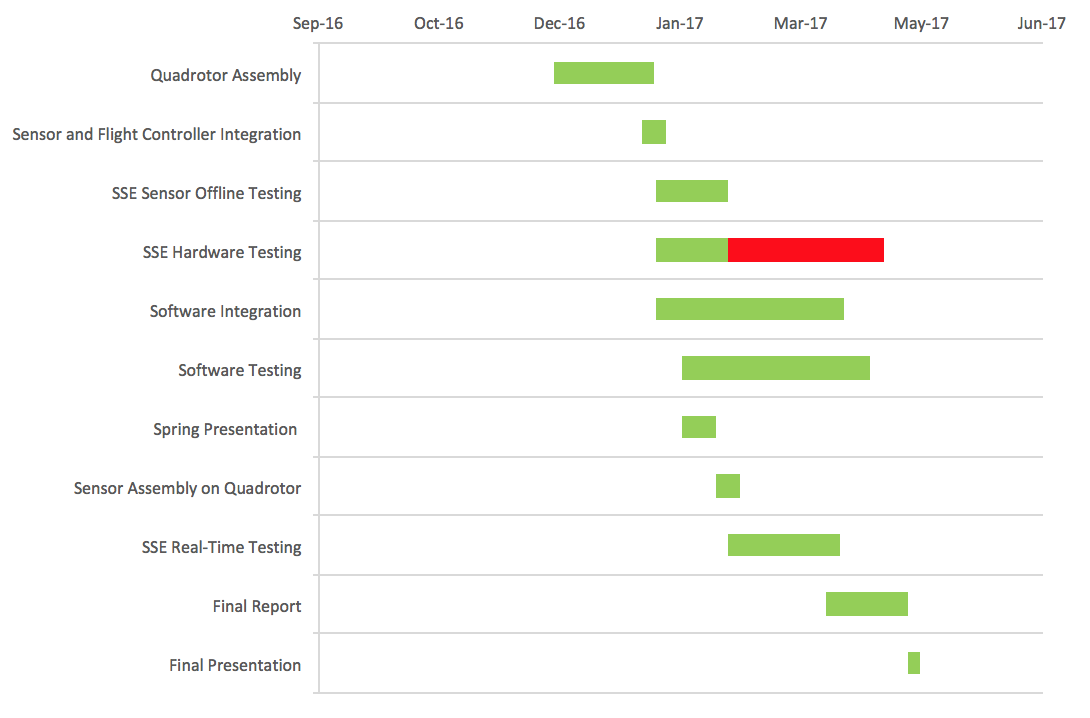 Sep-16 Oct-16 Dec-16 Jan-17 Mar-17 May-17 Jun-17
Quadrotor Assembly
Sensor and Flight Controller Integration
SSE Sensor Offline Testing
SSE Hardware Testing
Software Integration
Software Testing
Spring Presentation
Sensor Assembly on Quadrotor
SSE Real-Time Testing
Final Report
Final Presentation